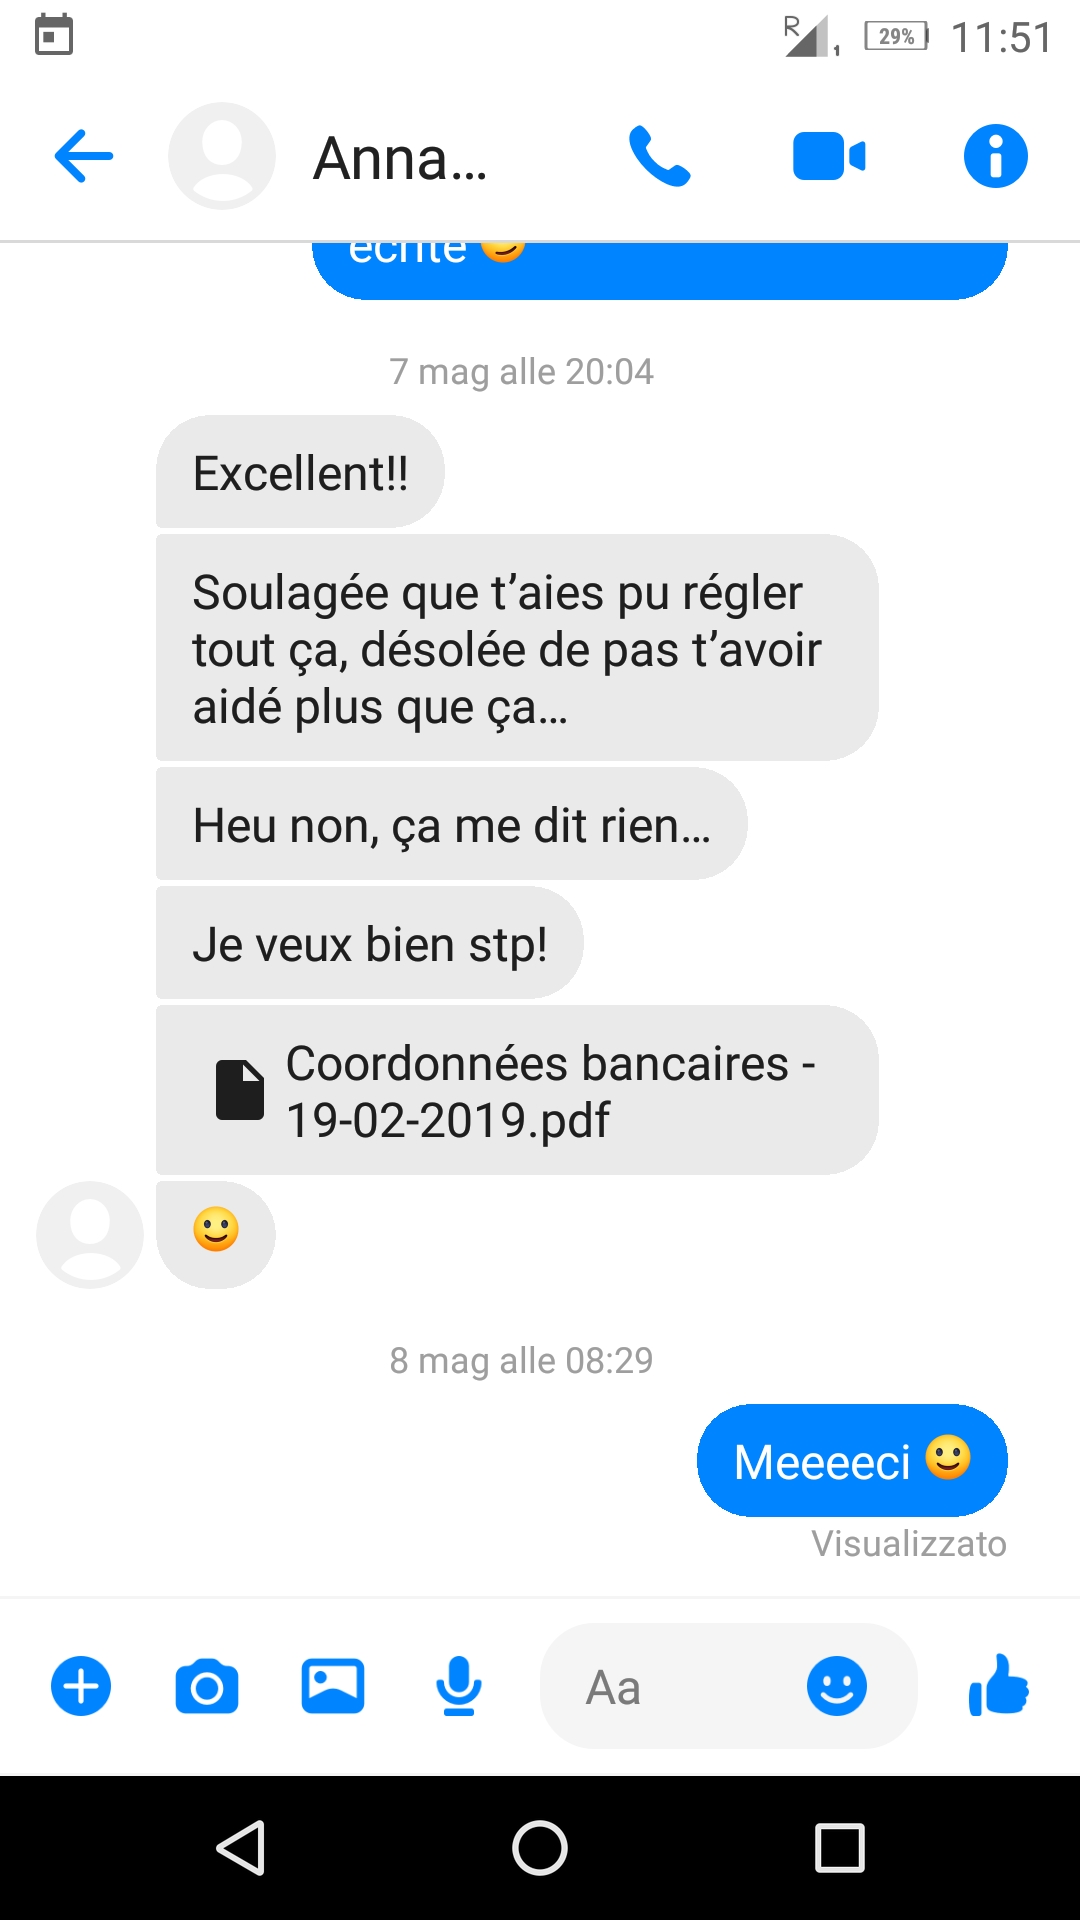 R 1 29% 11:51
Anna…
écrite 😉
7 mag alle 20:04
Excellent!!
Soulagée que t’aies pu régler
tout ça, désolée de pas t’avoir
aidé plus que ça…
Heu non, ça me dit rien…
Je veux bien stp!
Coordonnées bancaires -
19-02-2019.pdf
🙂
8 mag alle 08:29
Meeeeci 🙂
Visualizzato
Aa